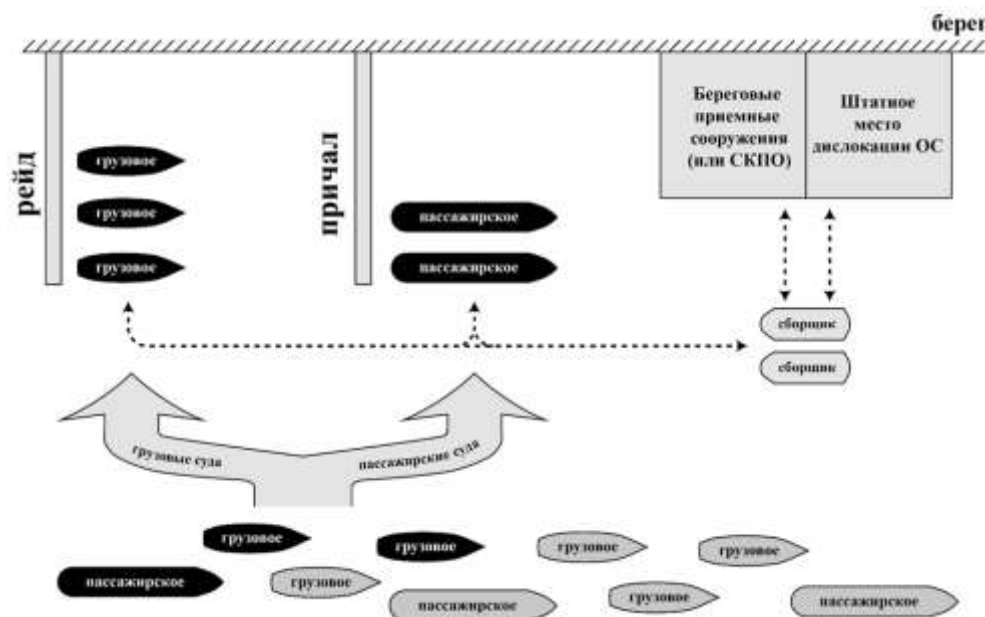 берег
Береговые
приемные
сооружения
(или СКПО)
Штатное
место
дислокации ОС
рейд
грузовое
грузовое
грузовое
причал
пассажирское
пассажирское
сборщик
сборщик
грузовые суда
пассажирские суда
грузовое
грузовое
грузовое
грузовое
пассажирское
грузовое
пассажирское
грузовое
пассажирское